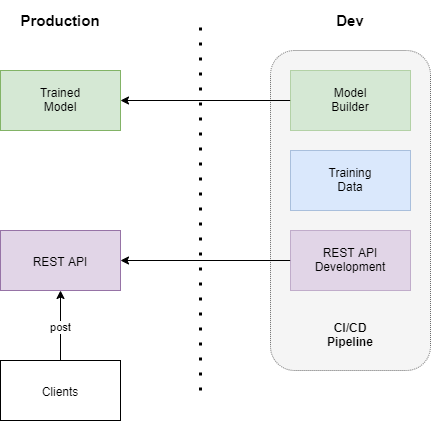 Production
Dev
Trained
Model
Model
Builder
Training
Data
REST API
REST API
Development
post
CI/CD
Pipeline
Clients